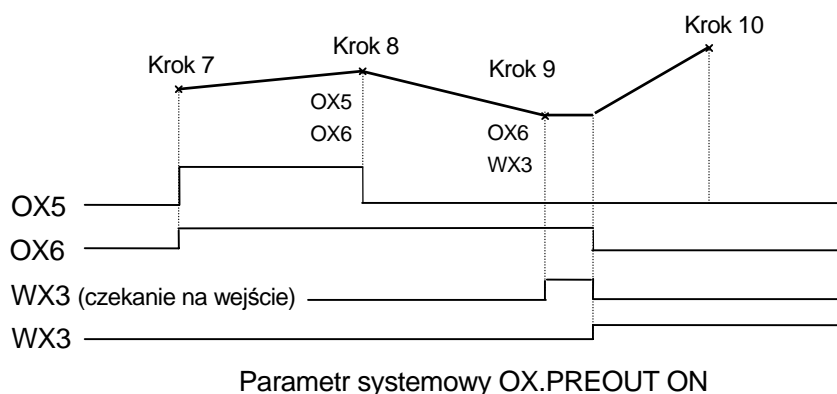 Krok 7
Krok 8
Krok 9
Krok 10
OX5
OX6
OX6
WX3
OX5
OX6
WX3 (czekanie na wejście)
WX3
Parametr systemowy OX.PREOUT ON